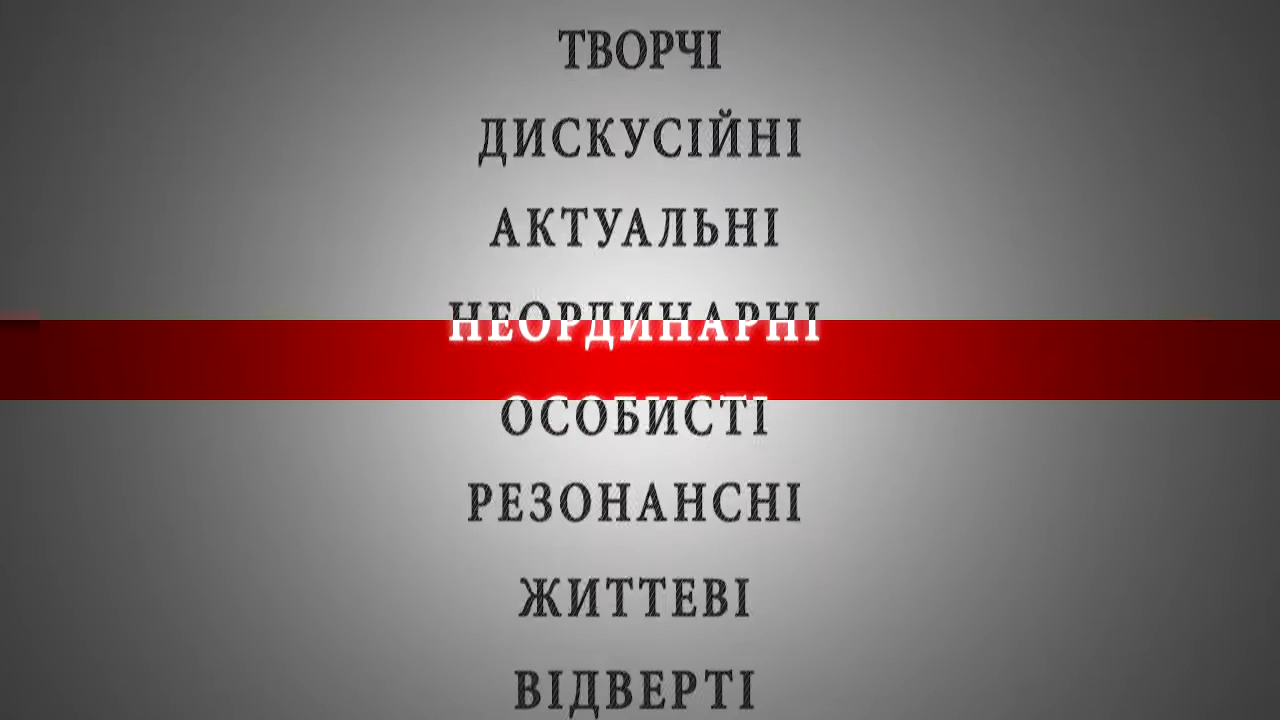 ТВОРЧІ
ДИСКУСІЙНІ
АКТУАЛЬНІ
НЕОРДИНАРНІ
ОСОБИСТІ
РЕЗОНАНСНІ
ЖИТТЕВІ
ВІДВЕРТІ